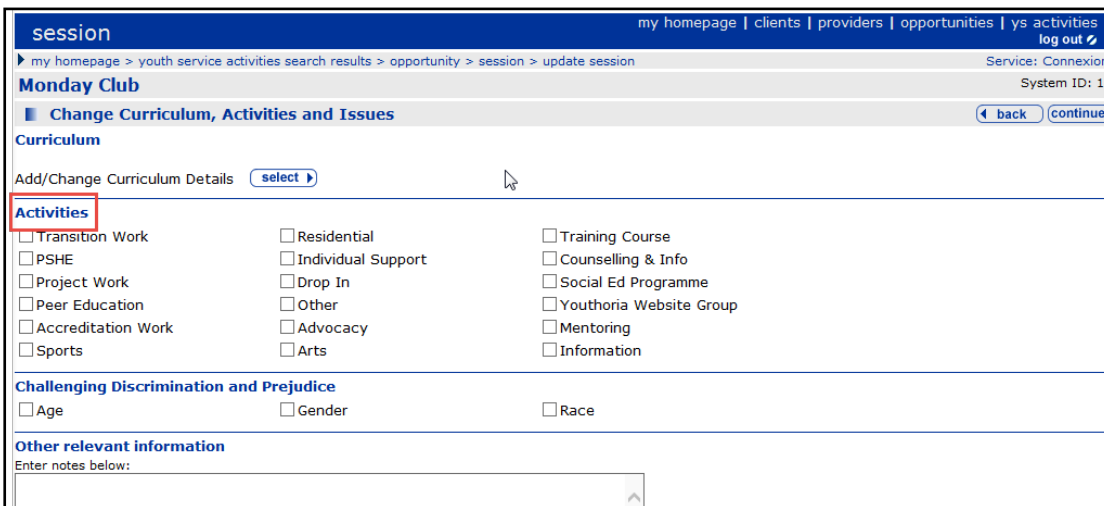 session
my homepage | clients | providers | opportunities | ys activities
log out
my homepage > youth service activities search results > opportunity > session > update session
Service: Connexion
Monday Club
System ID: 1
Change Curriculum, Activities and Issues
back
continue
Curriculum
Add/Change Curriculum Details select
Activities
Transition Work Residential Training Course
PSHE Individual Support Counselling & Info
Project Work Drop In Social Ed Programme
Peer Education Other Youthoria Website Group
Accreditation Work Advocacy Mentoring
Sports Arts Information
Challenging Discrimination and Prejudice
Age Gender Race
Other relevant information
Enter notes below: